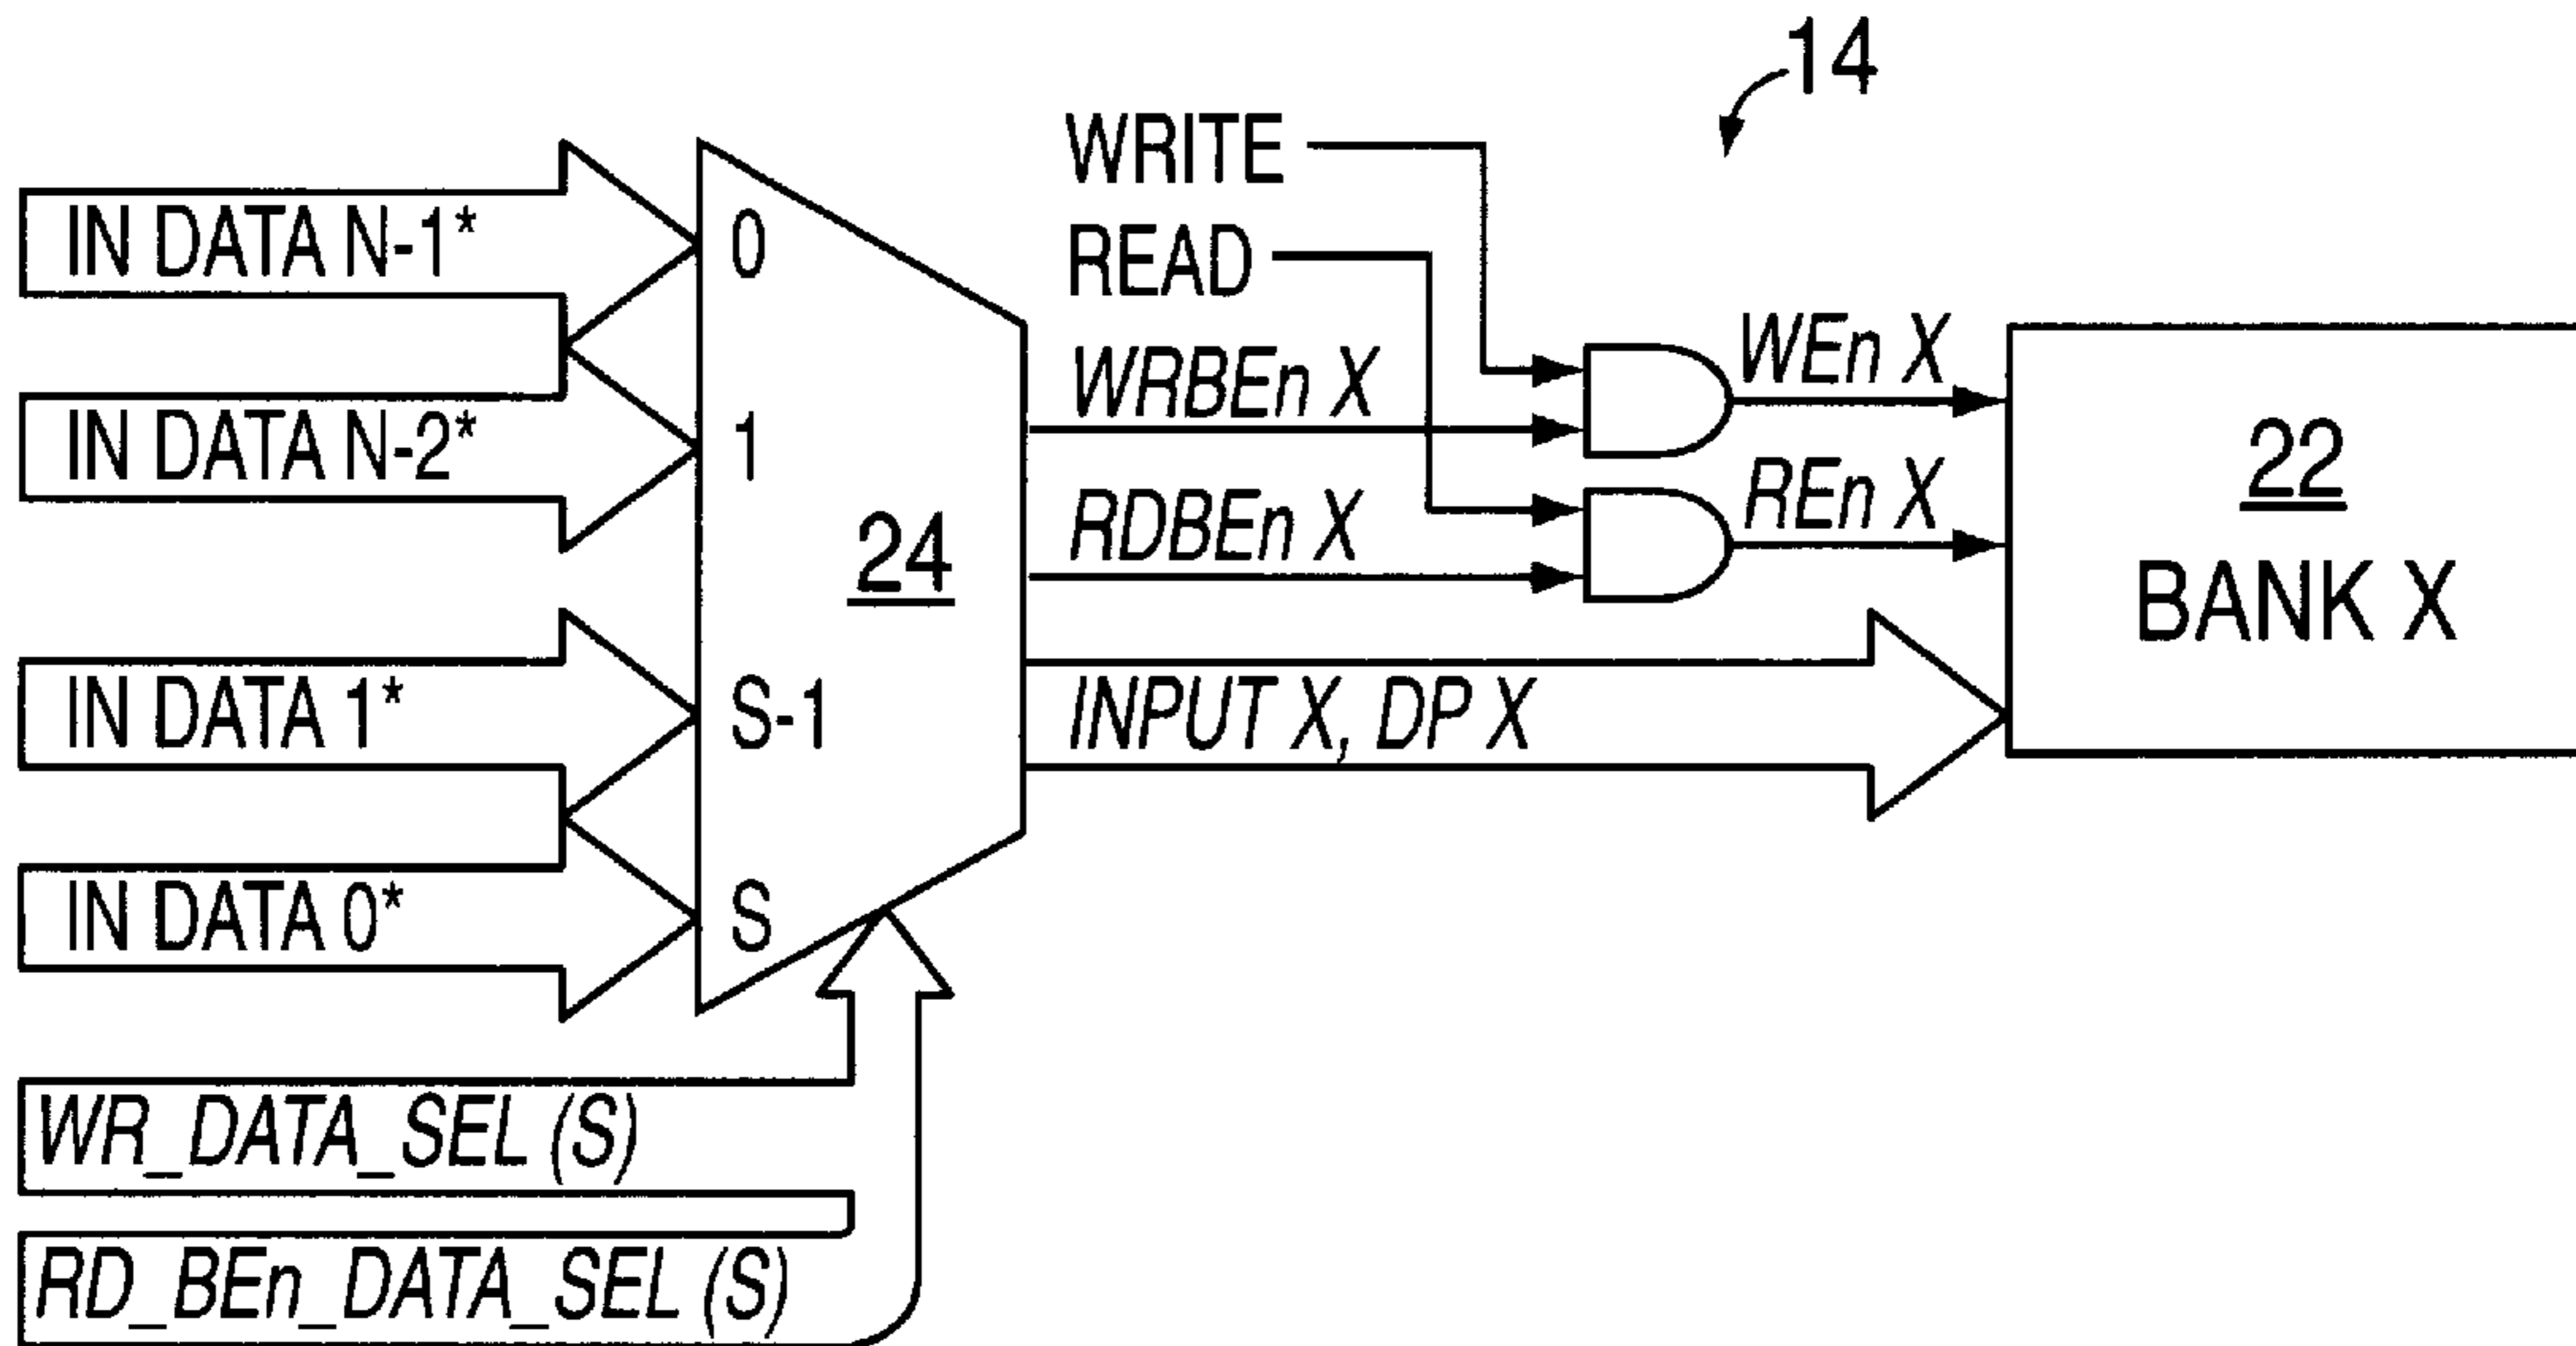 14
IN DATA N-1*
IN DATA N-2*
IN DATA 1*
IN DATA 0*
0
1
S-1
S
24
WR_DATA_SEL (S)
RD_BEn_DATA_SEL (S)
WRITE
READ
WRBEn X
RDBEn X
INPUT X, DP X
WEn X
REn X
22
BANK X